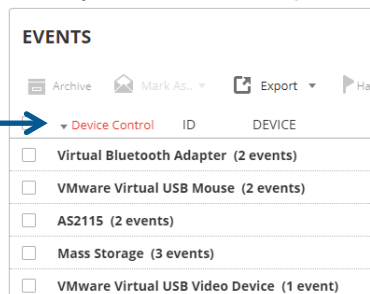 EVENTS
Archive Mark As.. Export
Device Control ID DEVICE
Virtual Bluetooth Adapter (2 events)
VMware Virtual USB Mouse (2 events)
AS2115 (2 events)
Mass Storage (3 events)
VMware Virtual USB Video Device (1 event)